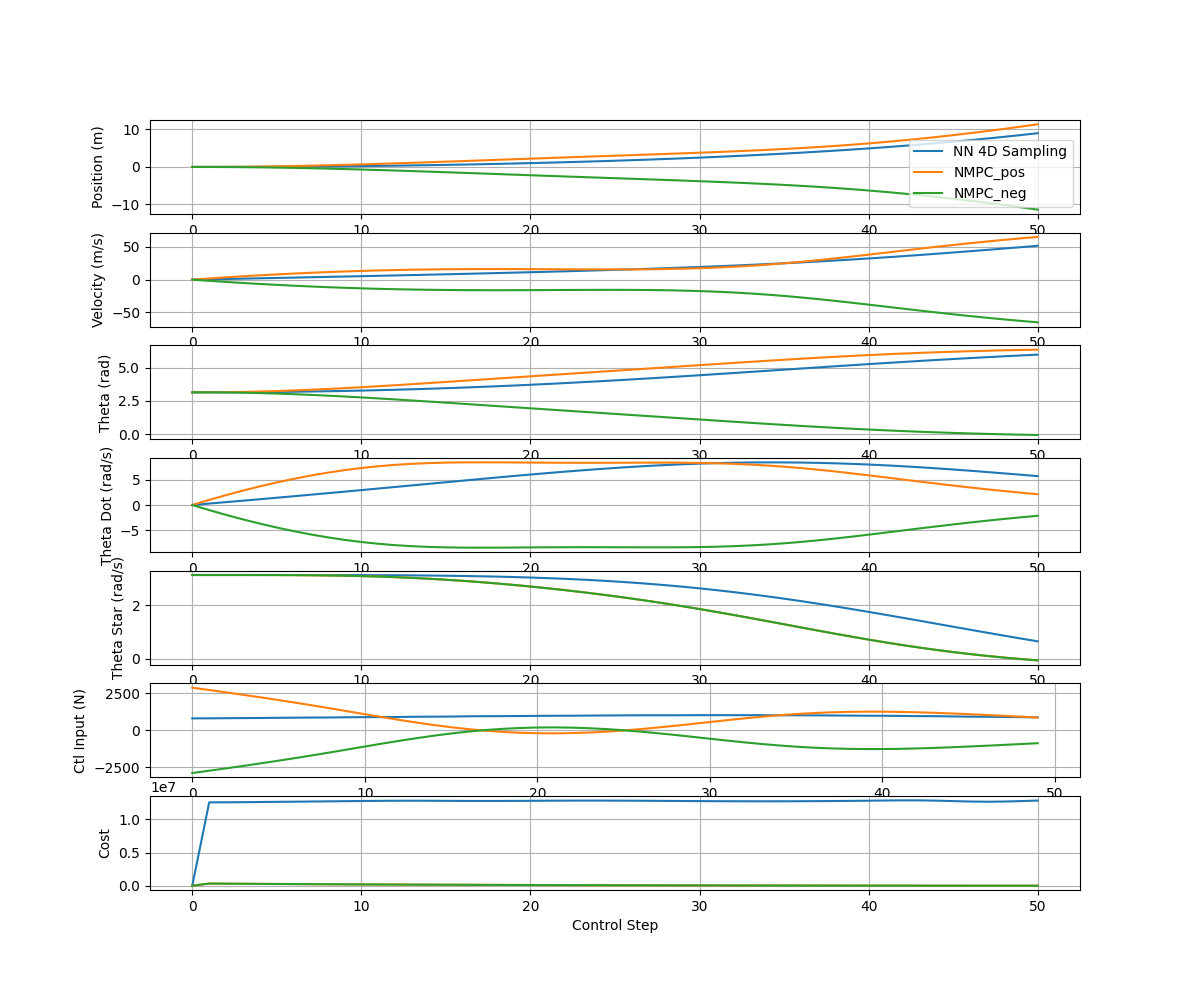 10
0
−10
Position (m)
NN 4D Sampling
NMPC_pos
NMPC_neg
0 10 20 30 40 50
50
0
−50
Velocity (m/s)
0 10 20 30 40 50
5.0
2.5
0.0
Theta (rad)
0 10 20 30 40 50
5
0
−5
Theta Dot (rad/s)
0 10 20 30 40 50
2
0
Theta Star (rad/s)
0 10 20 30 40 50
2500
0
−2500
Ctl Input (N)
0 10 20 30 40 50
1e7
1.0
0.5
0.0
Cost
0 10 20 30 40 50
Control Step